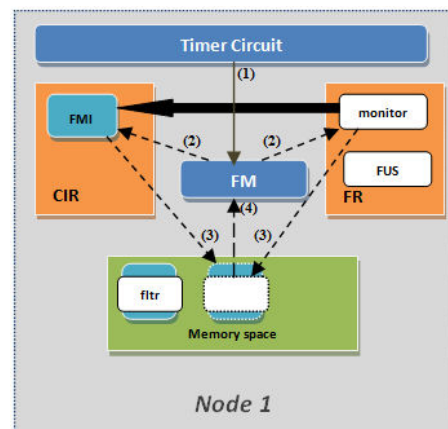 Timer Circuit
(1)
FMI
monitor
(2)
(2)
FM
FUS
CIR
FR
(4)
(3)
(3)
fltr
Memory space
Node 1